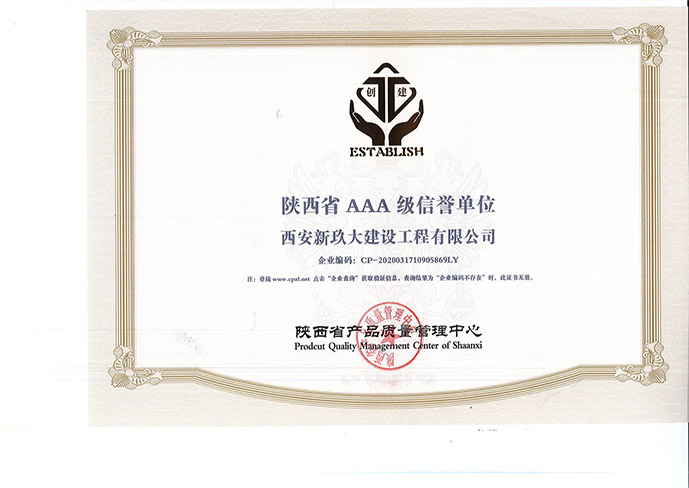 创 建
ESTABLISH
陕西省 AAA 级信誉单位
西安新玖大建设工程有限公司
企业编码：CP-2020031710905869LY
注：登陆 www.cpzl.net 点击“企业查询”获取验证信息，查询结果为“企业编码不存在”时，此证书无效。
陕西省产品质量管理中心
Prodcut Quality Management Center of Shaanxi